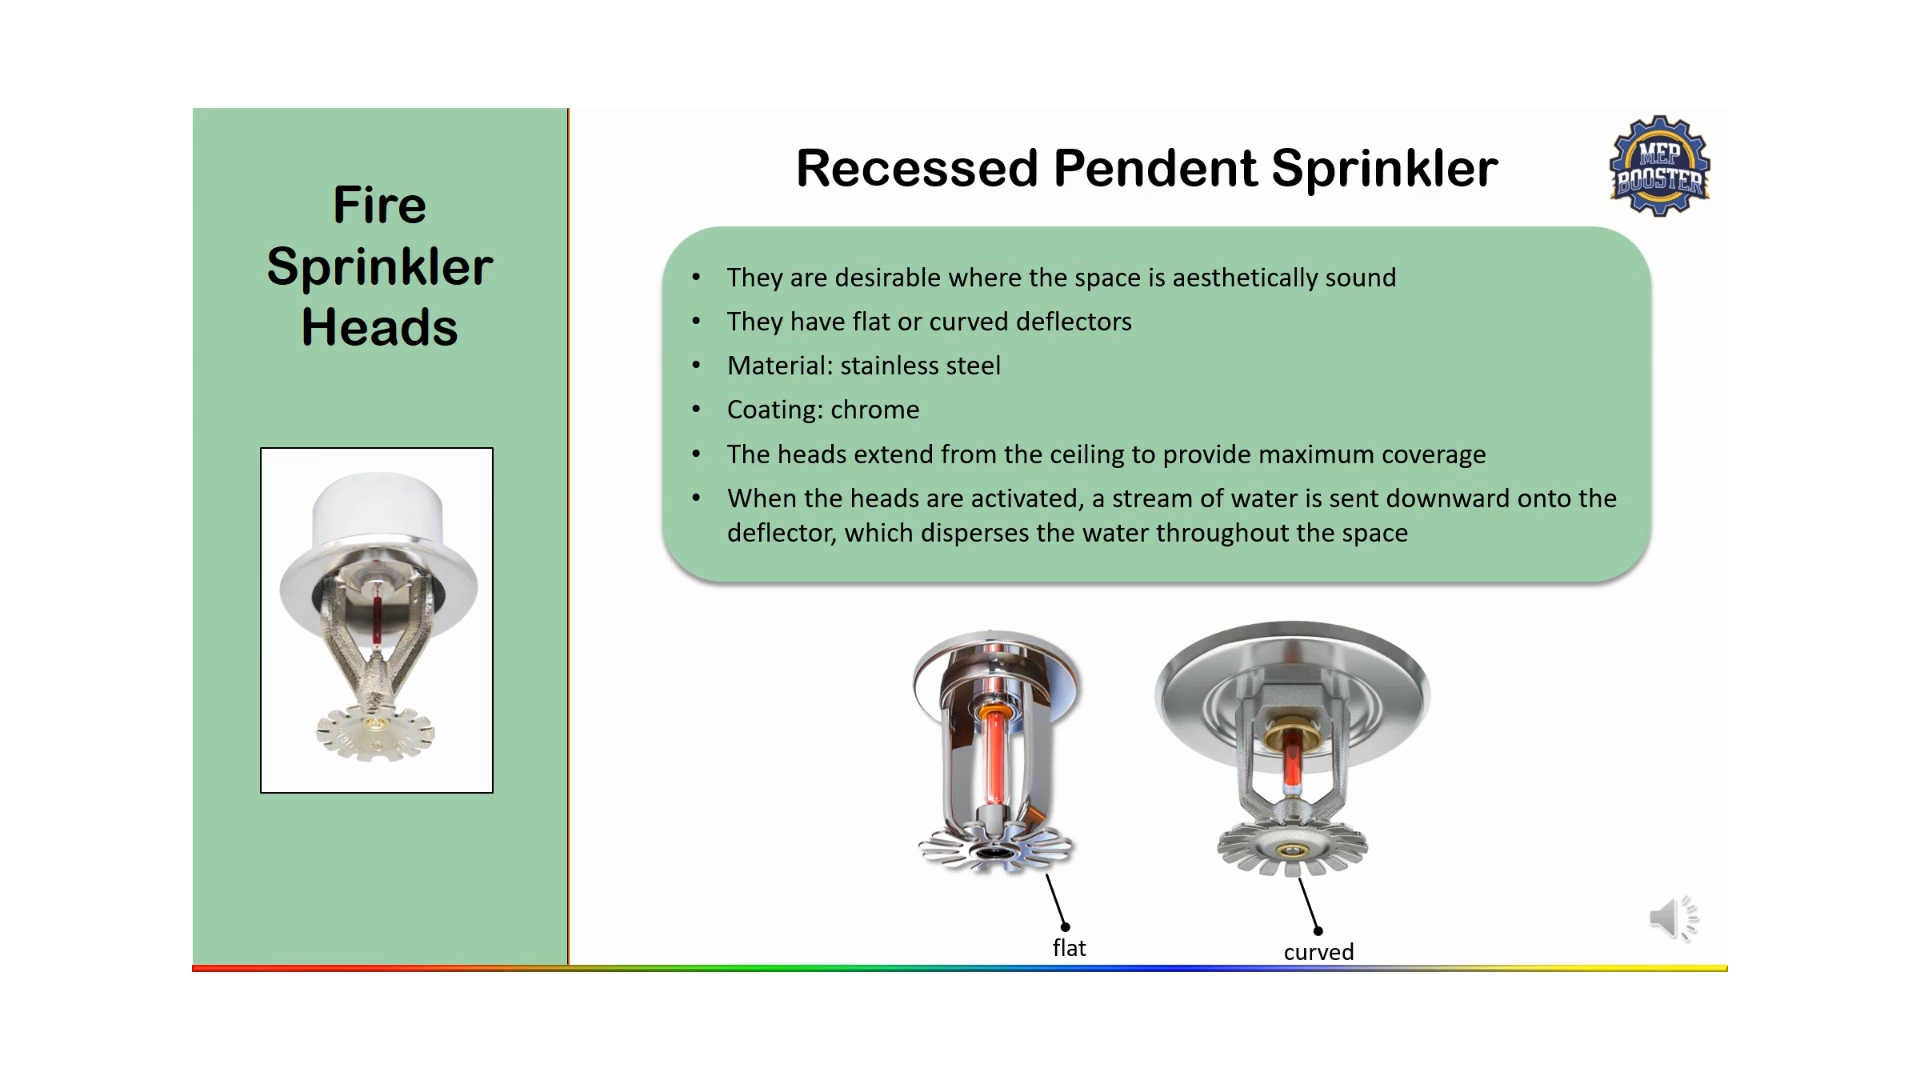 Fire
Sprinkler
Heads
Recessed Pendent Sprinkler
MEP
BOOSTER
• They are desirable where the space is aesthetically sound
• They have flat or curved deflectors
• Material: stainless steel
• Coating: chrome
• The heads extend from the ceiling to provide maximum coverage
• When the heads are activated, a stream of water is sent downward onto the
deflector, which disperses the water throughout the space
flat
curved